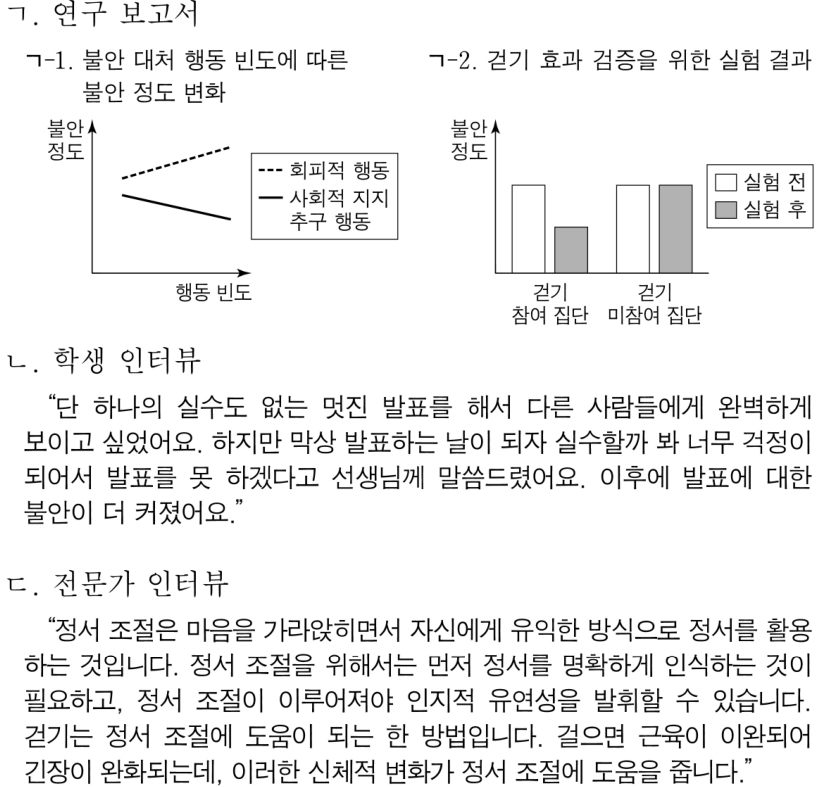 ㄱ. 연구 보고서
ㄱ-1. 불안 대처 행동 빈도에 따른
불안 정도 변화
불안
정도
회피적 행동
사회적 지지
추구 행동
행동 빈도
ㄱ-2. 걷기 효과 검증을 위한 실험 결과
불안
정도
실험 전
실험 후
걷기
참여 집단
걷기
미참여 집단
ㄴ. 학생 인터뷰
“단 하나의 실수도 없는 멋진 발표를 해서 다른 사람들에게 완벽하게
보이고 싶었어요. 하지만 막상 발표하는 날이 되자 실수할까 봐 너무 걱정이
되어서 발표를 못 하겠다고 선생님께 말씀드렸어요. 이후에 발표에 대한
불안이 더 커졌어요.”
ㄷ. 전문가 인터뷰
“정서 조절은 마음을 가라앉히면서 자신에게 유익한 방식으로 정서를 활용
하는 것입니다. 정서 조절을 위해서는 먼저 정서를 명확하게 인식하는 것이
필요하고, 정서 조절이 이루어져야 인지적 유연성을 발휘할 수 있습니다.
걷기는 정서 조절에 도움이 되는 한 방법입니다. 걸으면 근육이 이완되어
긴장이 완화되는데, 이러한 신체적 변화가 정서 조절에 도움을 줍니다.”